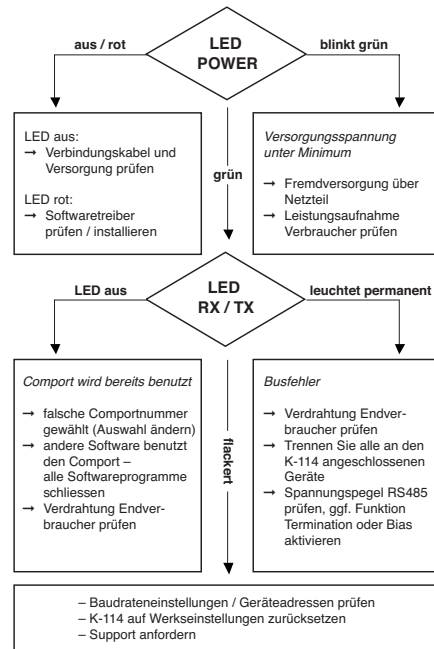 aus / rot
LED
POWER
blinkt grün
LED aus:
→ Verbindungskabel und
Versorgung prüfen
LED rot:
→ Softwaretreiber
prüfen / installieren
grün
Versorgungsspannung
unter Minimum
→ Fremdversorgung über
Netzteil
→ Leistungsaufnahme
Verbraucher prüfen
LED aus
LED
RX / TX
leuchtet permanent
Comport wird bereits benutzt
→ falsche Comportnummer
gewählt (Auswahl ändern)
→ andere Software benutzt
den Comport –
alle Softwareprogramme
schliessen
→ Verdrahtung Endver-
braucher prüfen
flackert
Busfehler
→ Verdrahtung Endver-
braucher prüfen
→ Trennen Sie alle an den
K-114 angeschlossenen
Geräte
→ Spannungspegel RS485
prüfen, ggf. Funktion
Termination oder Bias
aktivieren
– Baudrateneinstellungen / Geräteadressen prüfen
– K-114 auf Werkseinstellungen zurücksetzen
– Support anfordern